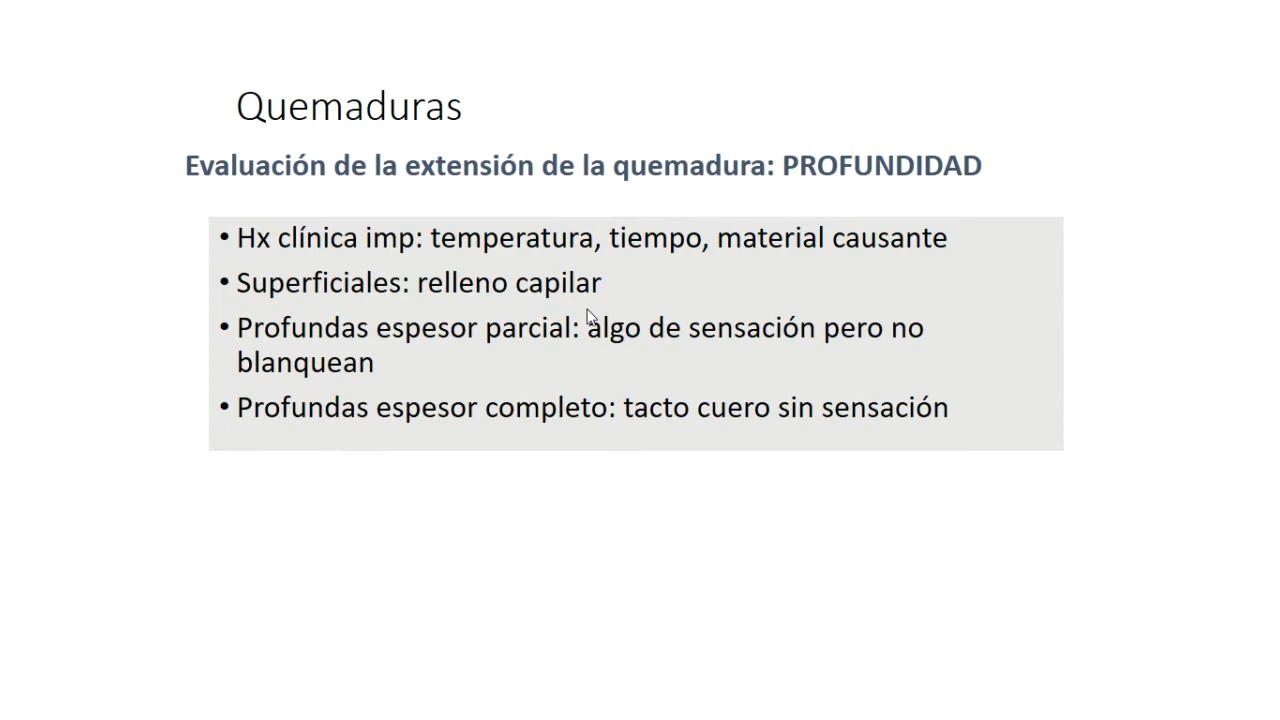 Quemaduras
Evaluación de la extensión de la quemadura: PROFUNDIDAD
• Hx clínica imp: temperatura, tiempo, material causante
• Superficiales: relleno capilar
• Profundas espesor parcial: algo de sensación pero no
blanquean
• Profundas espesor completo: tacto cuero sin sensación